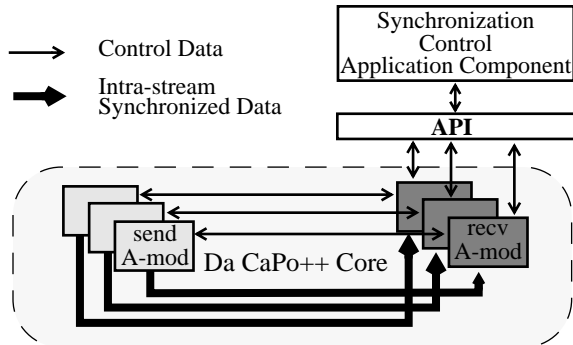 Control Data
Intra-stream
Synchronized Data
Synchronization
Control
Application Component
API
send
A-mod
recv
A-mod
Da CaPo++ Core